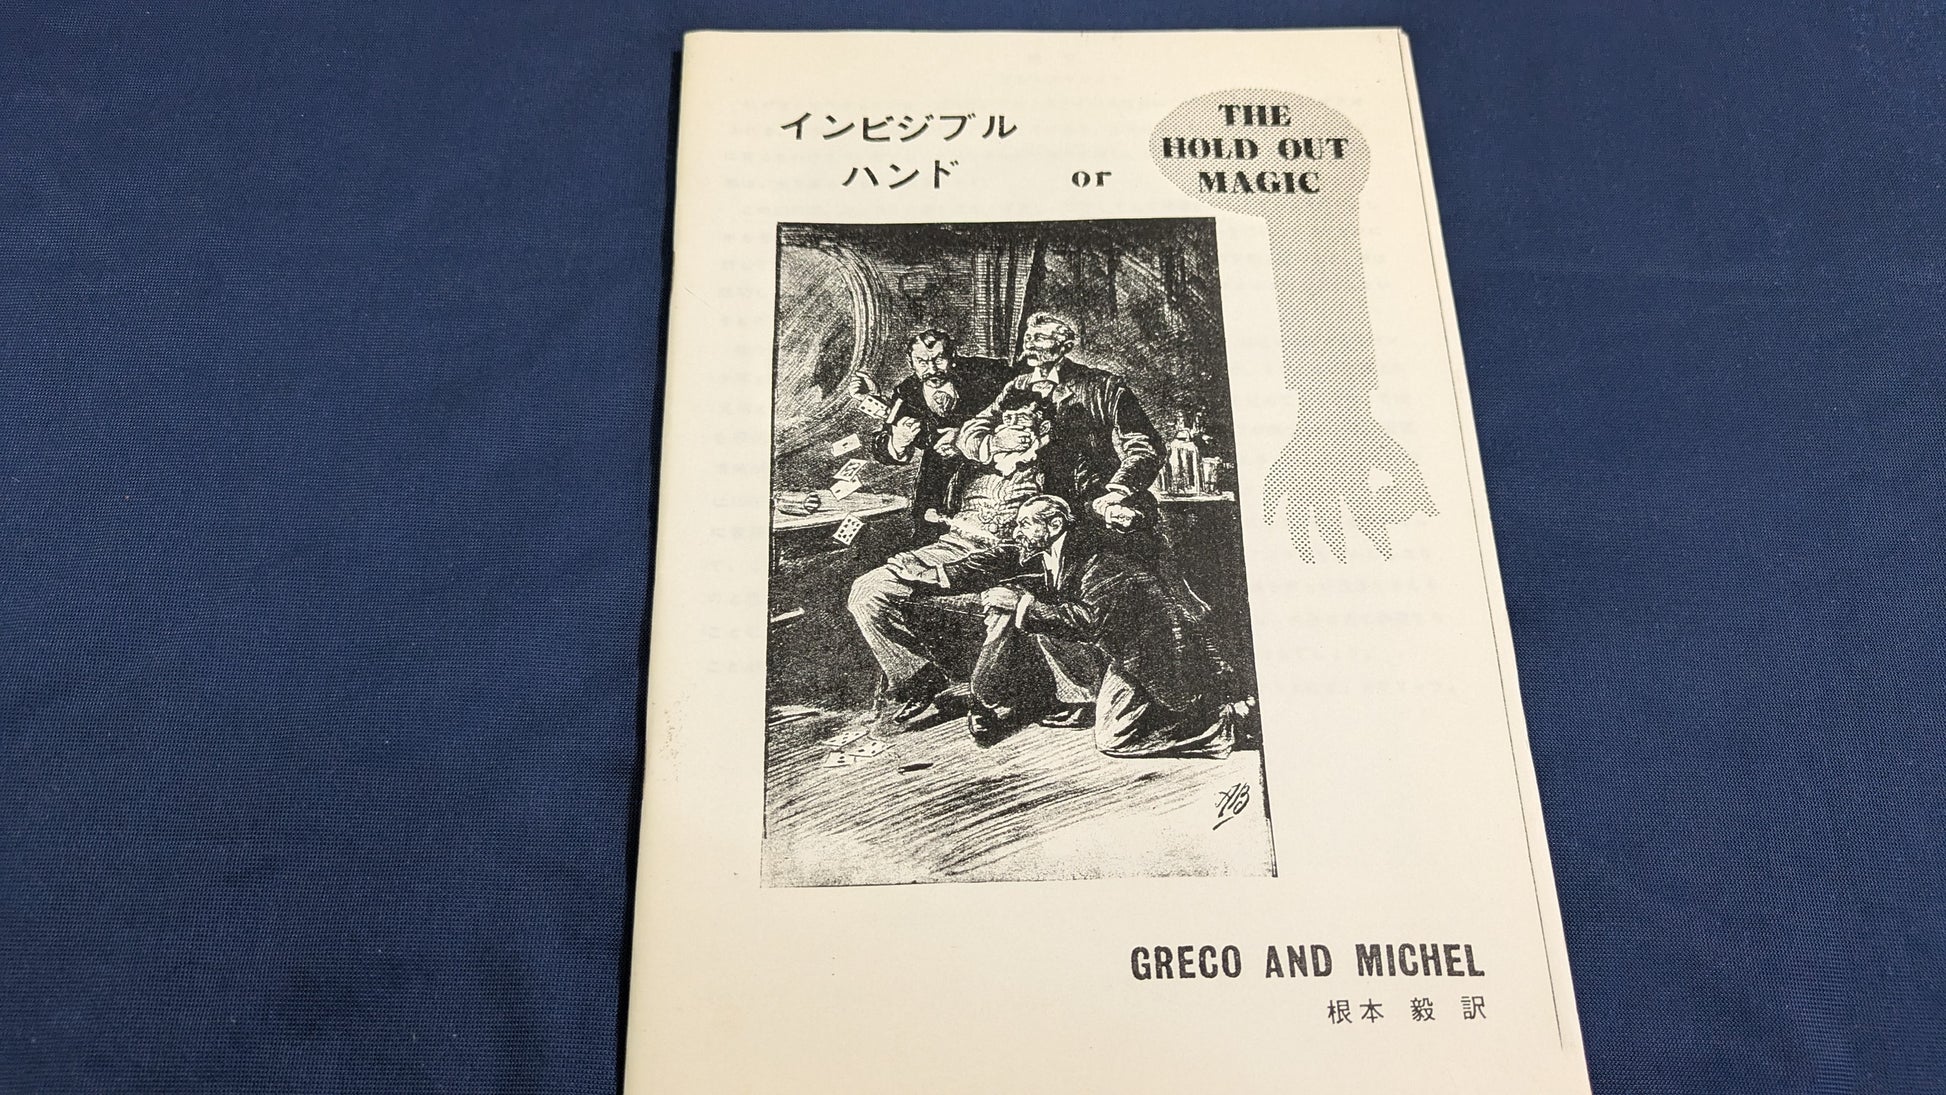 インビジブル
ハンド or
THE
HOLD OUT
MAGIC
AB
GRECO AND MICHEL
根本 毅 訳